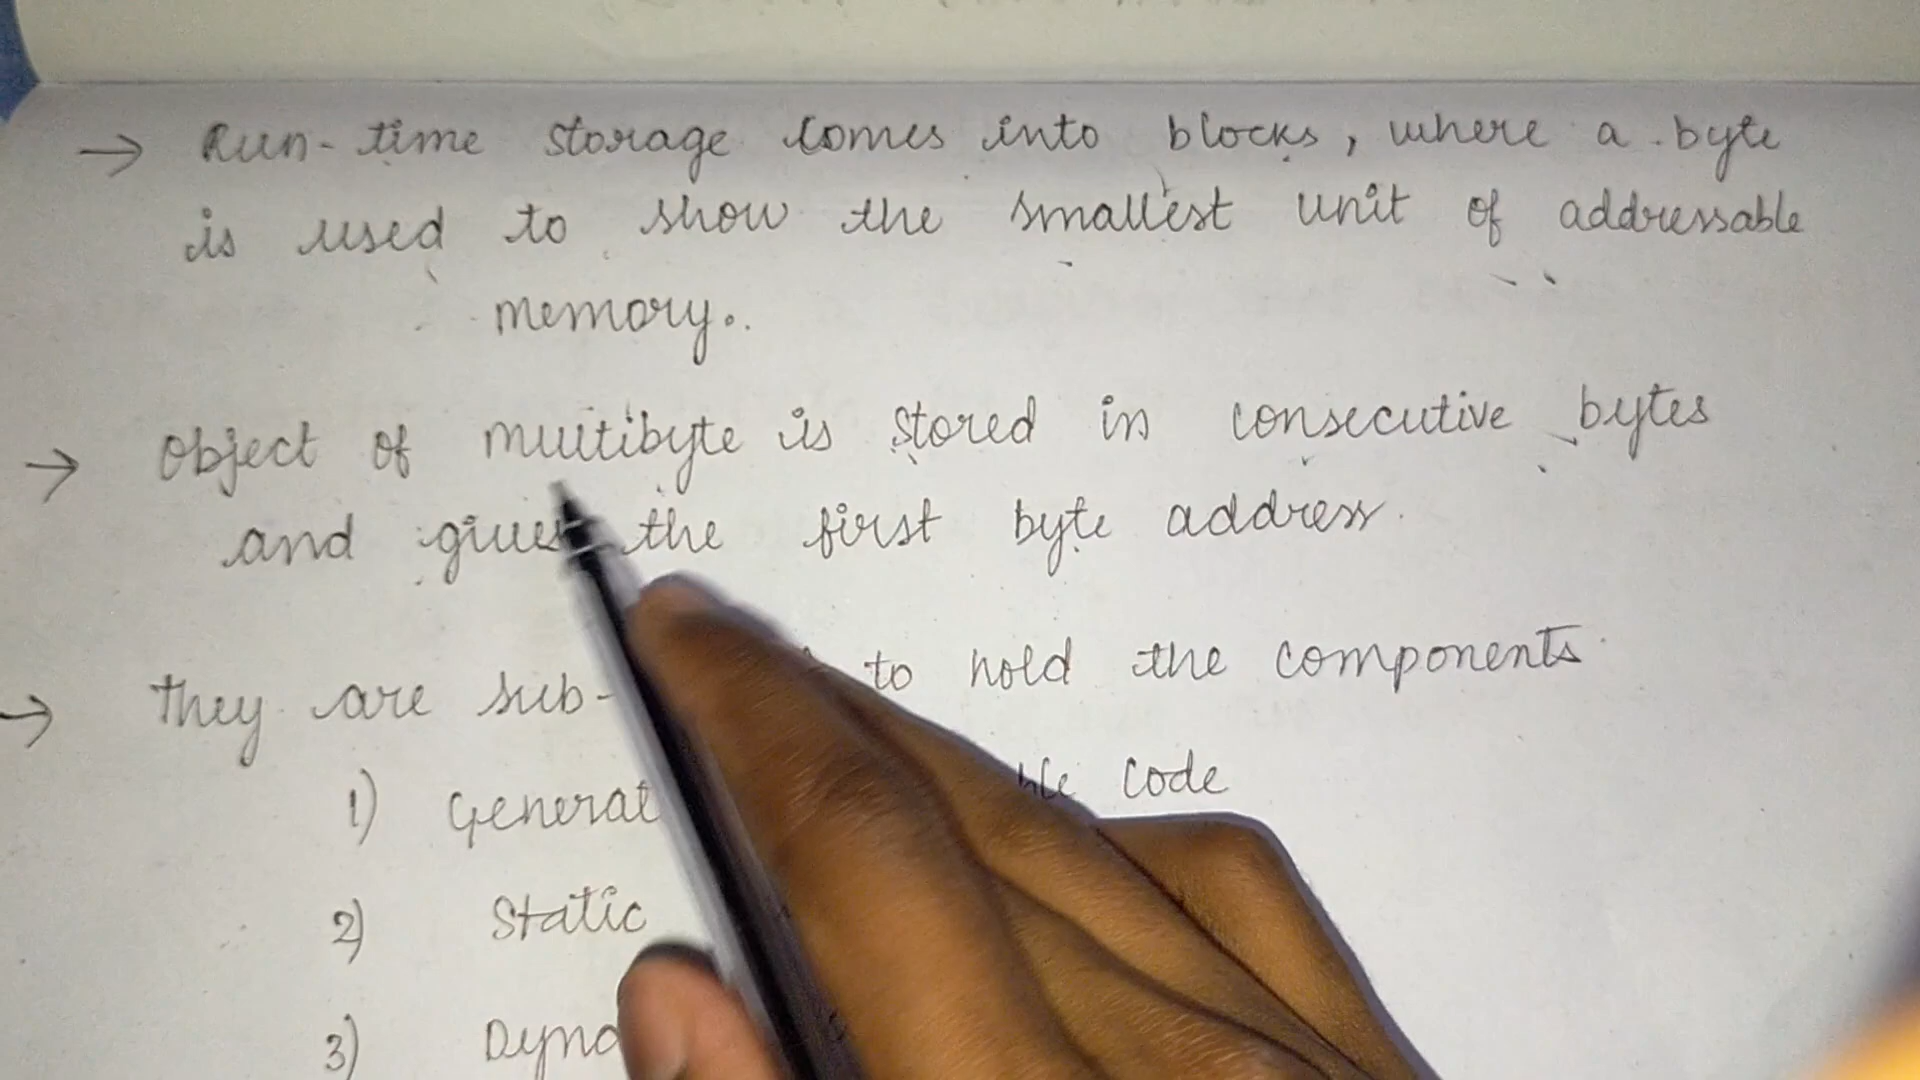 → Run-time storage comes into blocks, where a byte
is used to show the smallest unit of addressable
memory.
→ Object of multibyte is stored in consecutive bytes
and gives the first byte address.
→ They are sub- to hold the components
1) code
2) Static
3)